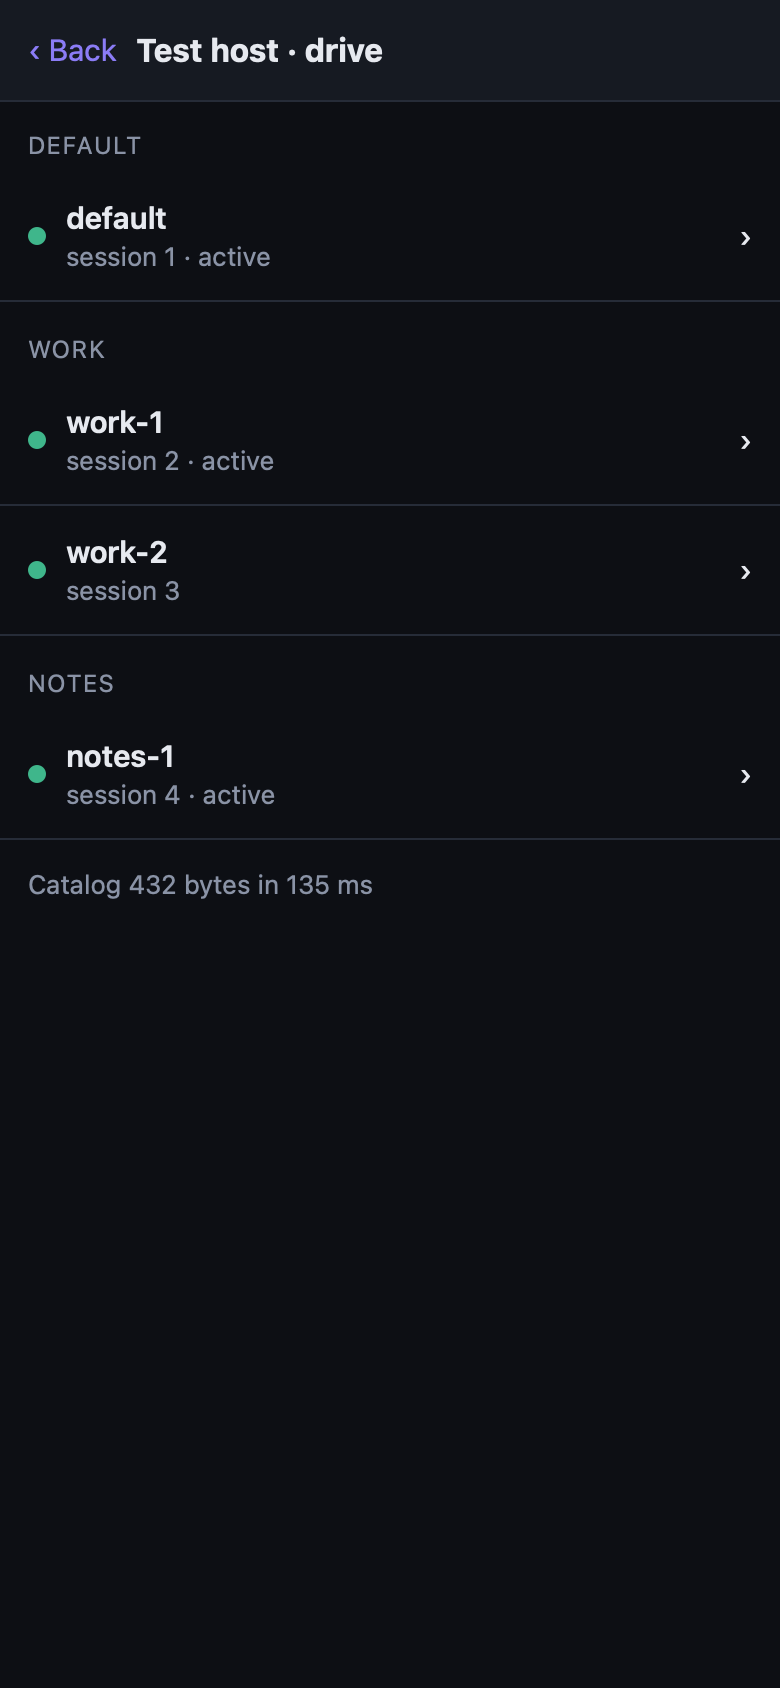 ‹ Back Test host · drive
DEFAULT
default
session 1 · active
›
WORK
work-1
session 2 · active
›
work-2
session 3
›
NOTES
notes-1
session 4 · active
›
Catalog 432 bytes in 135 ms